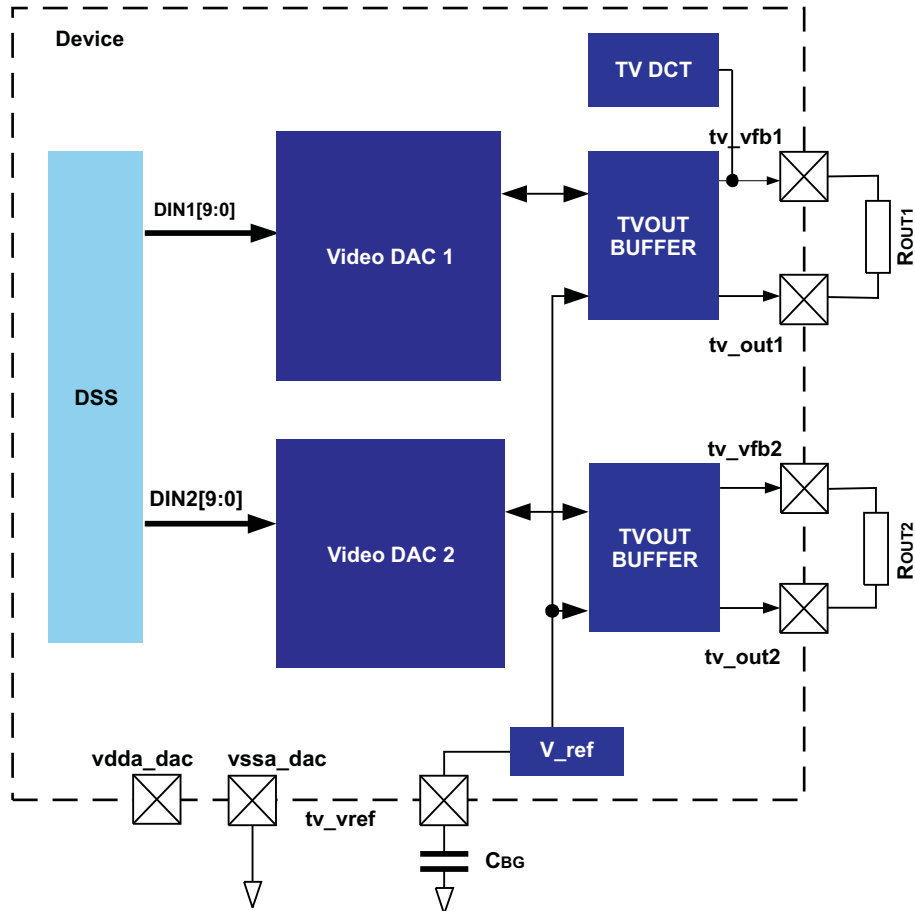 Device
TV DCT
tv_vfb1
DIN1[9:0]
Video DAC 1
TVOUT
BUFFER
ROUT1
tv_out1
DSS
tv_vfb2
DIN2[9:0]
Video DAC 2
TVOUT
BUFFER
ROUT2
tv_out2
V_ref
vdda_dac
vssa_dac
tv_vref
CBG